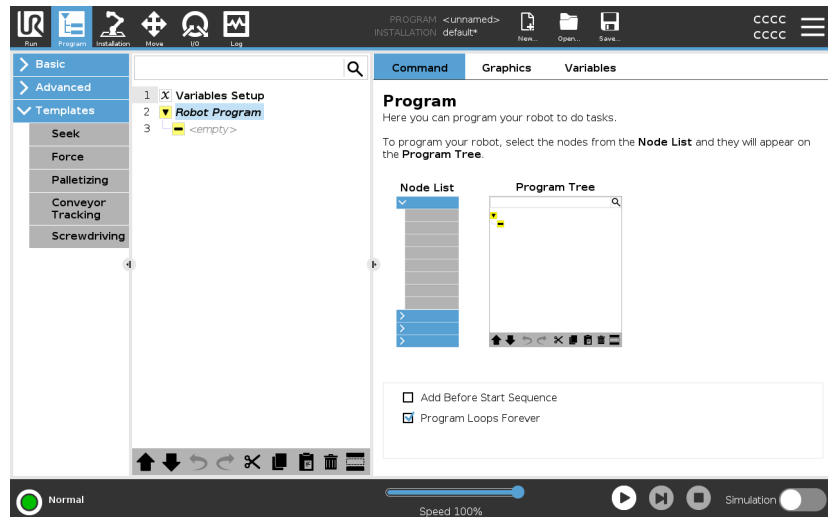 PROGRAM <unnamed>
INSTALLATION default*
cccc
cccc
UR
Run
Program
Installation
Move
I/O
Log
New...
Open...
Save...
Basic
Advanced
Templates
Seek
Force
Palletizing
Conveyor
Tracking
Screwdriving
1 X Variables Setup
2 Robot Program
3 <empty>
Command
Graphics
Variables
Program
Here you can program your robot to do tasks.
To program your robot, select the nodes from the Node List and they will appear on
the Program Tree.
Node List
Program Tree
Add Before Start Sequence
Program Loops Forever
Normal
Speed 100%
Simulation